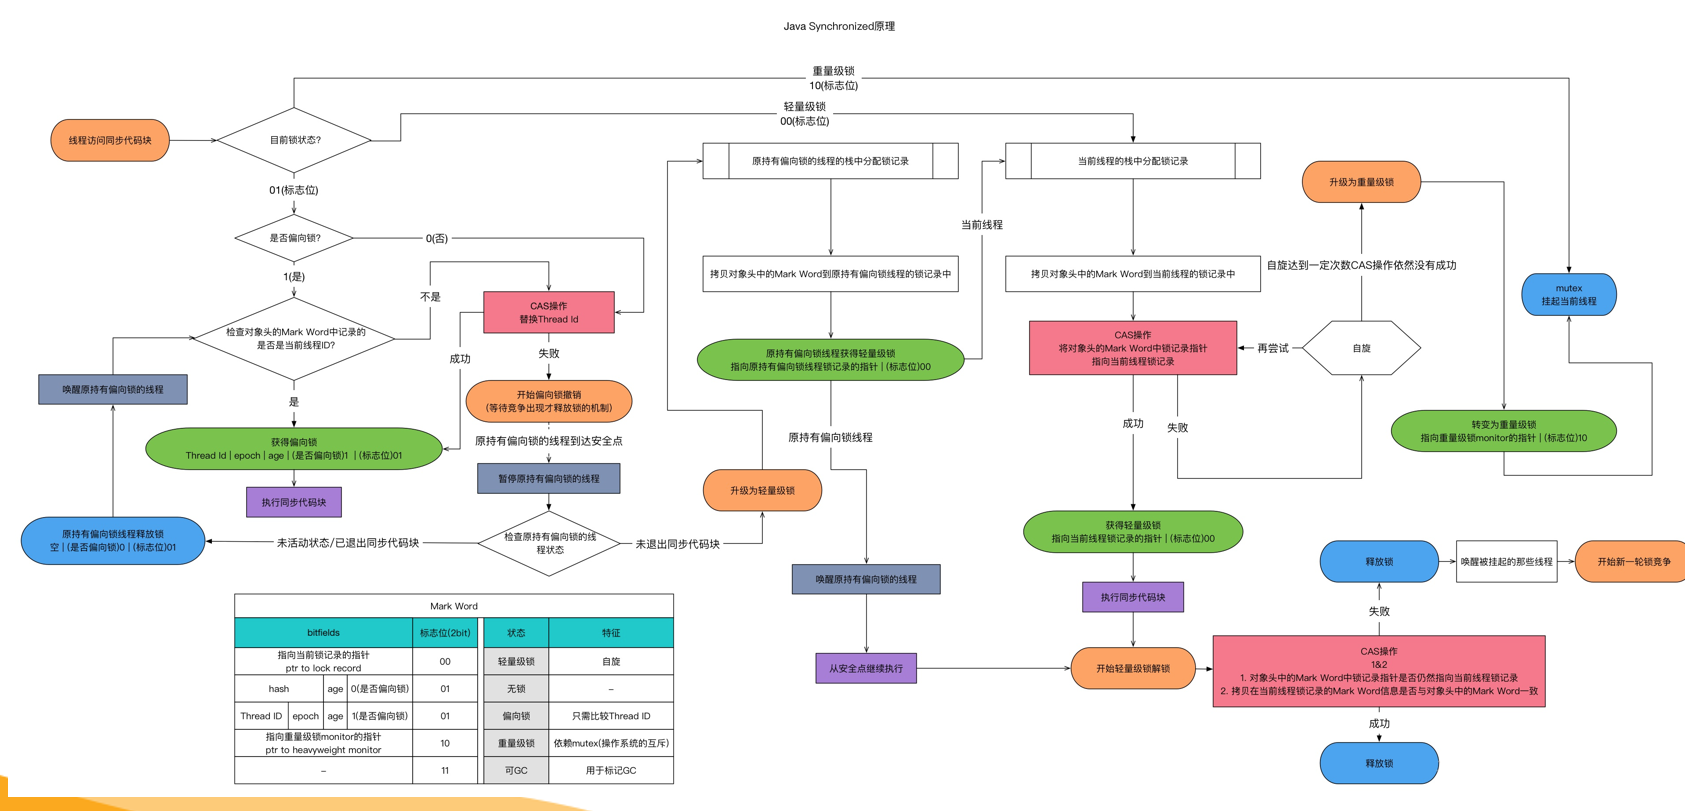 Java Synchronized原理
重量级锁
10(标志位)
轻量级锁
00(标志位)
线程访问同步代码块
目前锁状态?
01(标志位)
是否偏向锁?
0(否)
1(是)
不是
检查对象头的Mark Word中记录的
是否是当前线程ID?
CAS操作
替换Thread Id
成功
失败
唤醒原持有偏向锁的线程
是
开始偏向锁撤销
(等待竞争出现才释放锁的机制)
获得偏向锁
Thread Id | epoch | age | (是否偏向锁)1 | (标志位)01
原持有偏向锁的线程到达安全点
暂停原持有偏向锁的线程
执行同步代码块
原持有偏向锁线程释放锁
空 | (是否偏向锁)0 | (标志位)01
未活动状态/已退出同步代码块
检查原持有偏向锁的线
程状态
未退出同步代码块
升级为轻量级锁
原持有偏向锁的线程的栈中分配锁记录
拷贝对象头中的Mark Word到原持有偏向锁线程的锁记录中
原持有偏向锁线程获得轻量级锁
指向原持有偏向锁线程锁记录的指针 | (标志位)00
当前线程
原持有偏向锁线程
唤醒原持有偏向锁的线程
从安全点继续执行
当前线程的栈中分配锁记录
拷贝对象头中的Mark Word到当前线程的锁记录中
CAS操作
将对象头的Mark Word中锁记录指针
指向当前线程锁记录
再尝试
自旋
自旋达到一定次数CAS操作依然没有成功
升级为重量级锁
mutex
挂起当前线程
转变为重量级锁
指向重量级锁monitor的指针 | (标志位)10
成功
失败
获得轻量级锁
指向当前线程锁记录的指针 | (标志位)00
执行同步代码块
开始轻量级锁解锁
CAS操作
1&2
1. 对象头中的Mark Word中锁记录指针是否仍然指向当前线程锁记录
2. 拷贝在当前线程锁记录的Mark Word信息是否与对象头中的Mark Word一致
失败
释放锁
唤醒被挂起的那些线程
开始新一轮锁竞争
成功
释放锁
Mark Word
bitfields 标志位(2bit) 状态 特征
指向当前锁记录的指针
ptr to lock record 00 轻量级锁 自旋
hash age 0(是否偏向锁) 01 无锁 –
Thread ID epoch age 1(是否偏向锁) 01 偏向锁 只需比较Thread ID
指向重量级锁monitor的指针
ptr to heavyweight monitor 10 重量级锁 依赖mutex(操作系统的互斥)
– 11 可GC 用于标记GC